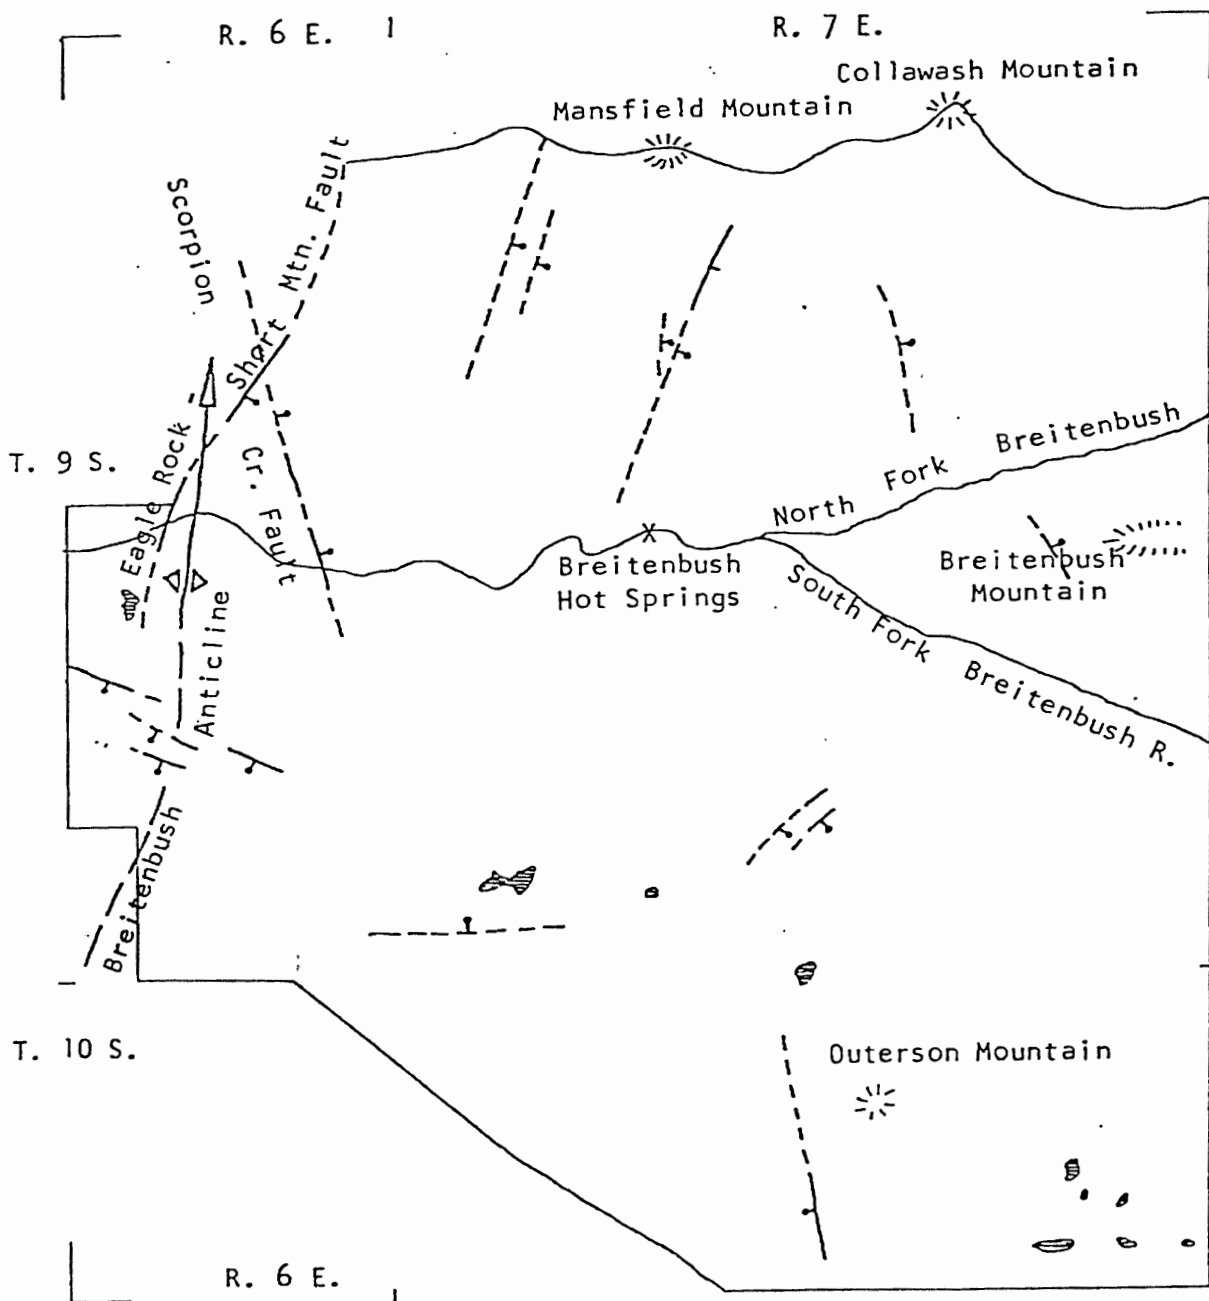 R. 6 E.
R. 7 E.
Collawash Mountain
Mansfield Mountain
Scorpion
Short Mtn. Fault
T. 9 S.
Eagle Rock
Cr. Fault
North Fork Breitenbush
X
Breitenbush
Hot Springs
Breitenbush
Mountain
South Fork Breitenbush R.
Anticline
Breitenbush
T. 10 S.
Outerson Mountain
R. 6 E.